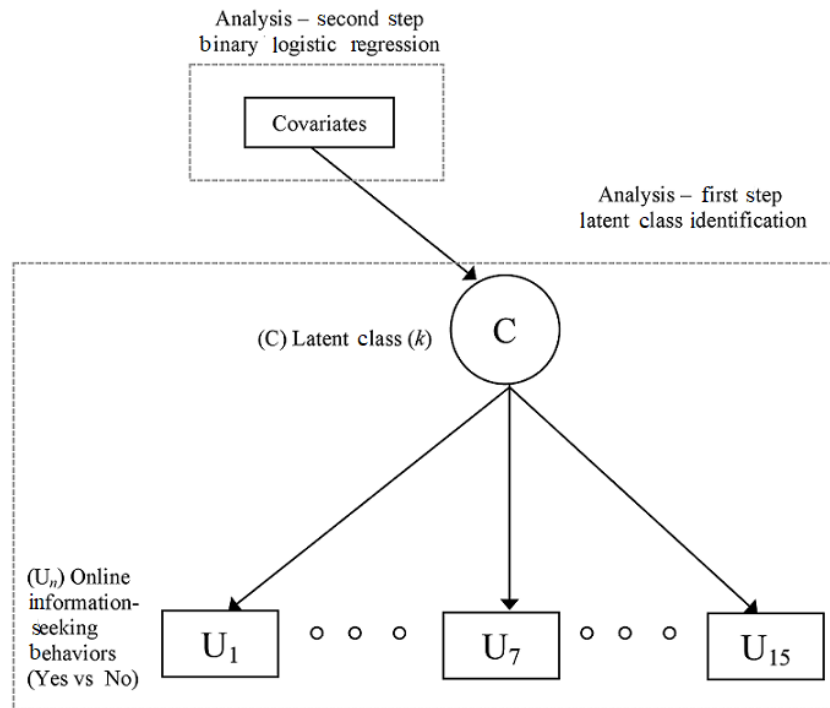 Analysis – second step
binary logistic regression
Covariates
Analysis – first step
latent class identification
(C) Latent class (k)
C
(Uₙ) Online
information-
seeking
behaviors
(Yes vs No)
U₁
U₇
U₁₅